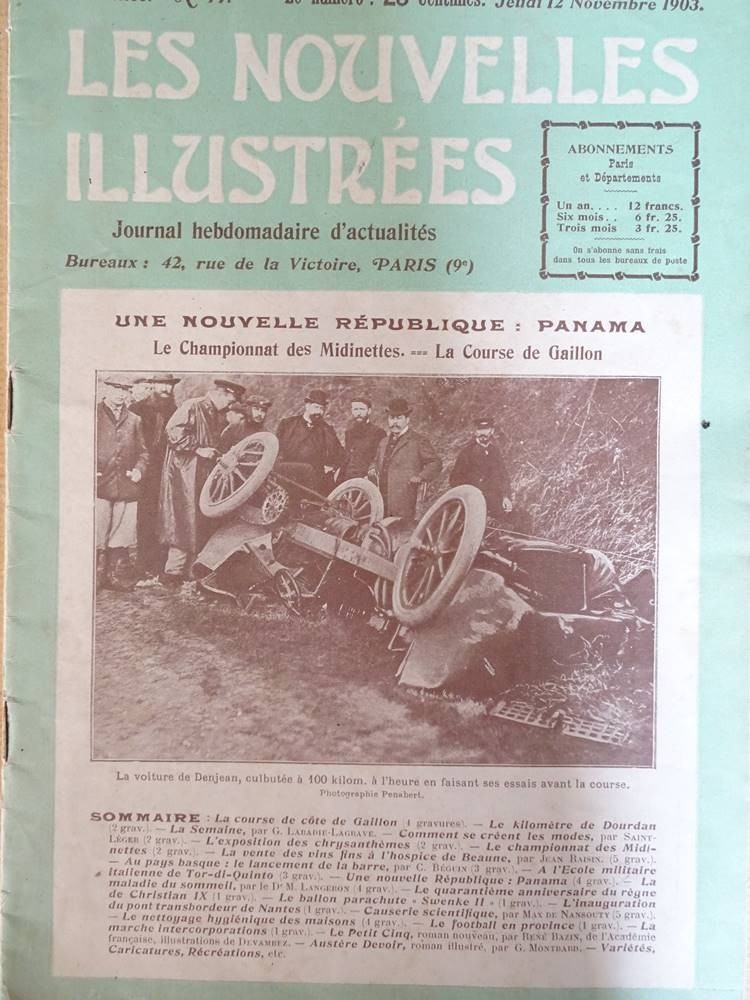 Le numéro : 25 Centimes. Jeudi 12 Novembre 1903.
LES NOUVELLES
ILLUSTRÉES
Journal hebdomadaire d'actualités
Bureaux : 42, rue de la Victoire, PARIS (9e)
ABONNEMENTS
Paris
et Départements
Un an.... 12 francs.
Six mois.. 6 fr. 25.
Trois mois 3 fr. 25.
On s'abonne sans frais
dans tous les bureaux de poste
UNE NOUVELLE RÉPUBLIQUE : PANAMA
Le Championnat des Midinettes. === La Course de Gaillon
La voiture de Denjean, culbutée à 100 kilom. à l'heure en faisant ses essais avant la course.
Photographie Penabert.
SOMMAIRE : La course de côte de Gaillon (4 gravures). — Le kilomètre de Dourdan
(2 grav.). — La Semaine, par G. LABADIE-LAGRAVE. — Comment se créent les modes, par SAINT-
LÉGER (2 grav.). — L'exposition des chrysanthèmes (2 grav.). — Le championnat des Midi-
nettes (2 grav.). — La vente des vins fins à l'hospice de Beaune, par JEAN RAISIN. (5 grav.).
— Au pays basque : le lancement de la barre, par C. BÉGUIN (3 grav.). — A l'Ecole militaire
italienne de Tor-di-Quinto (3 grav.). — Une nouvelle République : Panama (4 grav.). — La
maladie du sommeil, par le Dr M. LANGERON (4 grav.). — Le quarantième anniversaire du règne
de Christian IX (1 grav.). — Le ballon parachute « Swenke II » (1 grav.). — L'inauguration
du pont transbordeur de Nantes (1 grav.). — Causerie scientifique, par MAX DE NANSOUTY (5 grav.).
— Le nettoyage hygiénique des maisons (4 grav.). — Le football en province (1 grav.). — La
marche intercorporations (1 grav.). — Le Petit Cinq, roman nouveau, par RENÉ BAZIN, de l'Académie
française, illustrations de DEVAMBEZ. — Austère Devoir, roman illustré, par G. MONTBARD. — Variétés,
Caricatures, Récréations, etc.